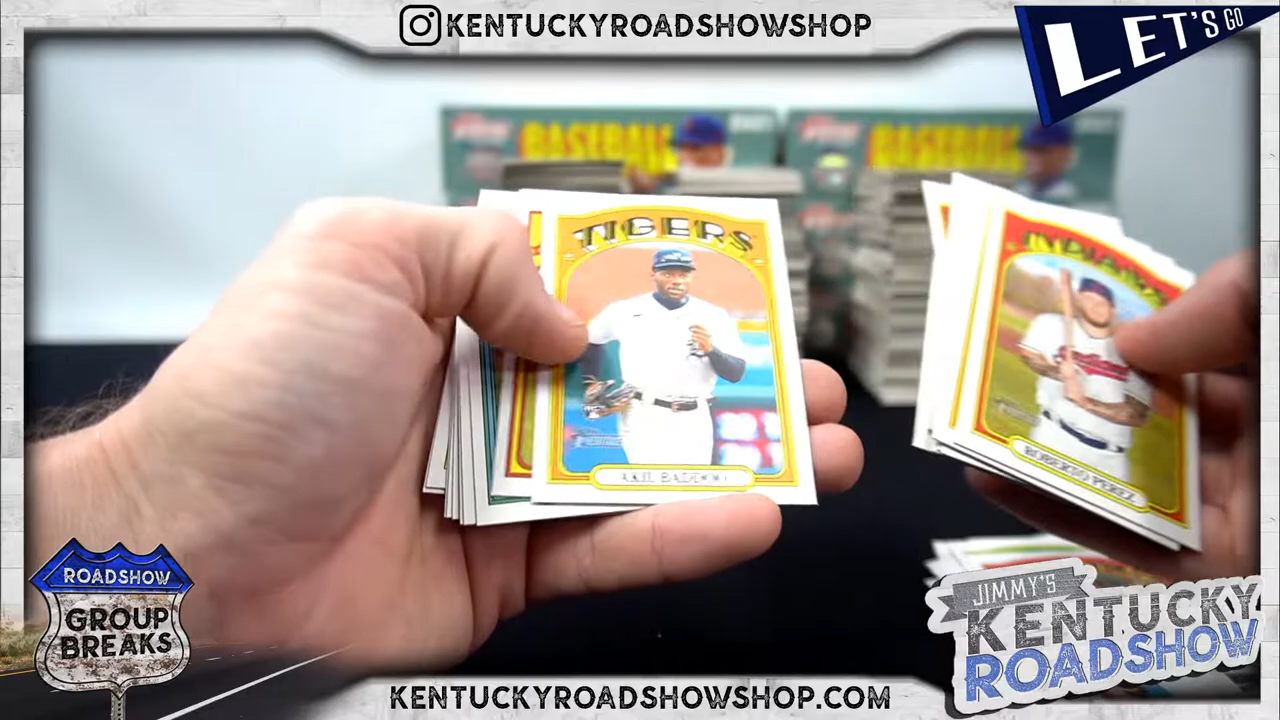 KENTUCKYROADSHOWSHOP
LET'S GO
BASEBALL
BASEBALL
TIGERS
INDIANS
AKIL BADDOO
ROBERTO PEREZ
ROADSHOW
GROUP
BREAKS
JIMMY'S
KENTUCKY
ROADSHOW
KENTUCKYROADSHOWSHOP.COM